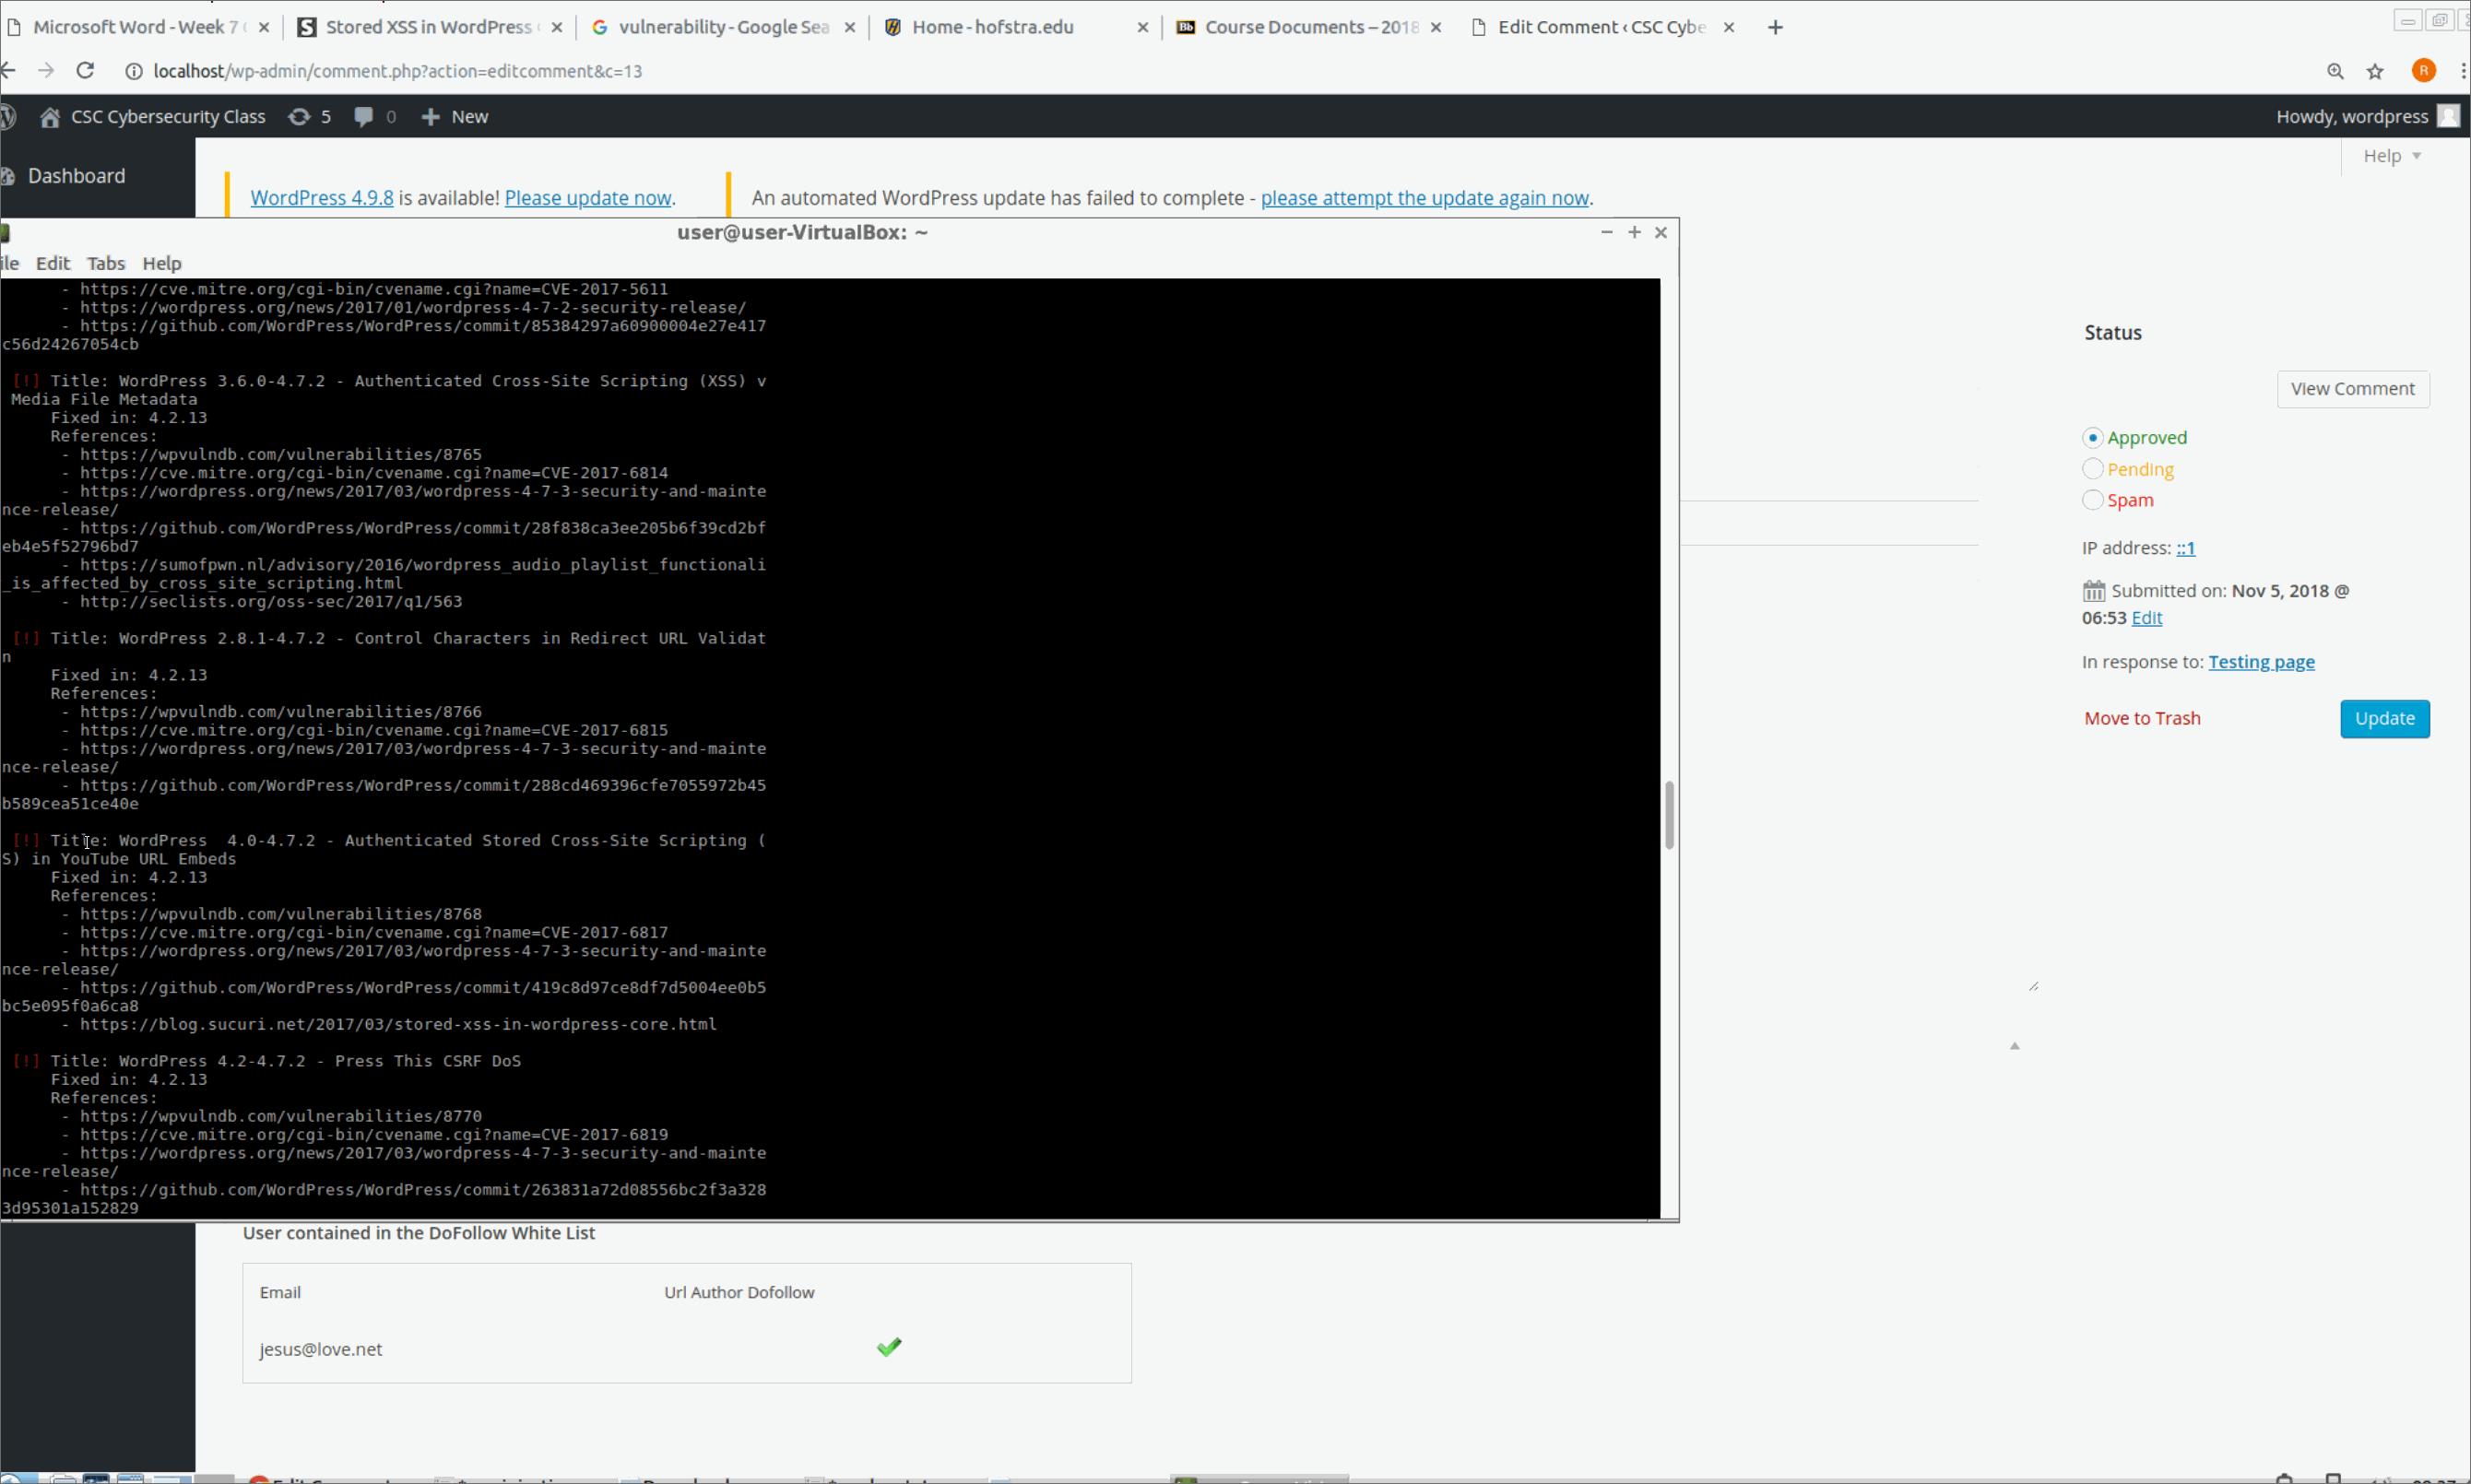 Microsoft Word - Week 7
Stored XSS in WordPress
vulnerability - Google Sea
Home - hofstra.edu
Course Documents – 2018
Edit Comment ‹ CSC Cybe
localhost/wp-admin/comment.php?action=editcomment&c=13
R
CSC Cybersecurity Class 5 0 New
Howdy, wordpress
Dashboard
Help
WordPress 4.9.8 is available! Please update now.
An automated WordPress update has failed to complete - please attempt the update again now.
user@user-VirtualBox: ~
ile Edit Tabs Help
- https://cve.mitre.org/cgi-bin/cvename.cgi?name=CVE-2017-5611
- https://wordpress.org/news/2017/01/wordpress-4-7-2-security-release/
- https://github.com/WordPress/WordPress/commit/85384297a60900004e27e417
c56d24267054cb
[!] Title: WordPress 3.6.0-4.7.2 - Authenticated Cross-Site Scripting (XSS) v
Media File Metadata
Fixed in: 4.2.13
References:
- https://wpvulndb.com/vulnerabilities/8765
- https://cve.mitre.org/cgi-bin/cvename.cgi?name=CVE-2017-6814
- https://wordpress.org/news/2017/03/wordpress-4-7-3-security-and-mainte
nce-release/
- https://github.com/WordPress/WordPress/commit/28f838ca3ee205b6f39cd2bf
eb4e5f52796bd7
- https://sumofpwn.nl/advisory/2016/wordpress_audio_playlist_functionali
_is_affected_by_cross_site_scripting.html
- http://seclists.org/oss-sec/2017/q1/563
[!] Title: WordPress 2.8.1-4.7.2 - Control Characters in Redirect URL Validat
n
Fixed in: 4.2.13
References:
- https://wpvulndb.com/vulnerabilities/8766
- https://cve.mitre.org/cgi-bin/cvename.cgi?name=CVE-2017-6815
- https://wordpress.org/news/2017/03/wordpress-4-7-3-security-and-mainte
nce-release/
- https://github.com/WordPress/WordPress/commit/288cd469396cfe7055972b45
b589cea51ce40e
[!] Title: WordPress  4.0-4.7.2 - Authenticated Stored Cross-Site Scripting (
S) in YouTube URL Embeds
Fixed in: 4.2.13
References:
- https://wpvulndb.com/vulnerabilities/8768
- https://cve.mitre.org/cgi-bin/cvename.cgi?name=CVE-2017-6817
- https://wordpress.org/news/2017/03/wordpress-4-7-3-security-and-mainte
nce-release/
- https://github.com/WordPress/WordPress/commit/419c8d97ce8df7d5004ee0b5
bc5e095f0a6ca8
- https://blog.sucuri.net/2017/03/stored-xss-in-wordpress-core.html
[!] Title: WordPress 4.2-4.7.2 - Press This CSRF DoS
Fixed in: 4.2.13
References:
- https://wpvulndb.com/vulnerabilities/8770
- https://cve.mitre.org/cgi-bin/cvename.cgi?name=CVE-2017-6819
- https://wordpress.org/news/2017/03/wordpress-4-7-3-security-and-mainte
nce-release/
- https://github.com/WordPress/WordPress/commit/263831a72d08556bc2f3a328
3d95301a152829
Status
View Comment
Approved
Pending
Spam
IP address: ::1
Submitted on: Nov 5, 2018 @
06:53 Edit
In response to: Testing page
Move to Trash
Update
User contained in the DoFollow White List
Email Url Author Dofollow
jesus@love.net